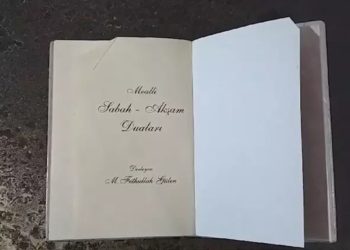 Mealli
Sabah - Akşam
Duaları
Derleyen
M. Fethullah Gülen